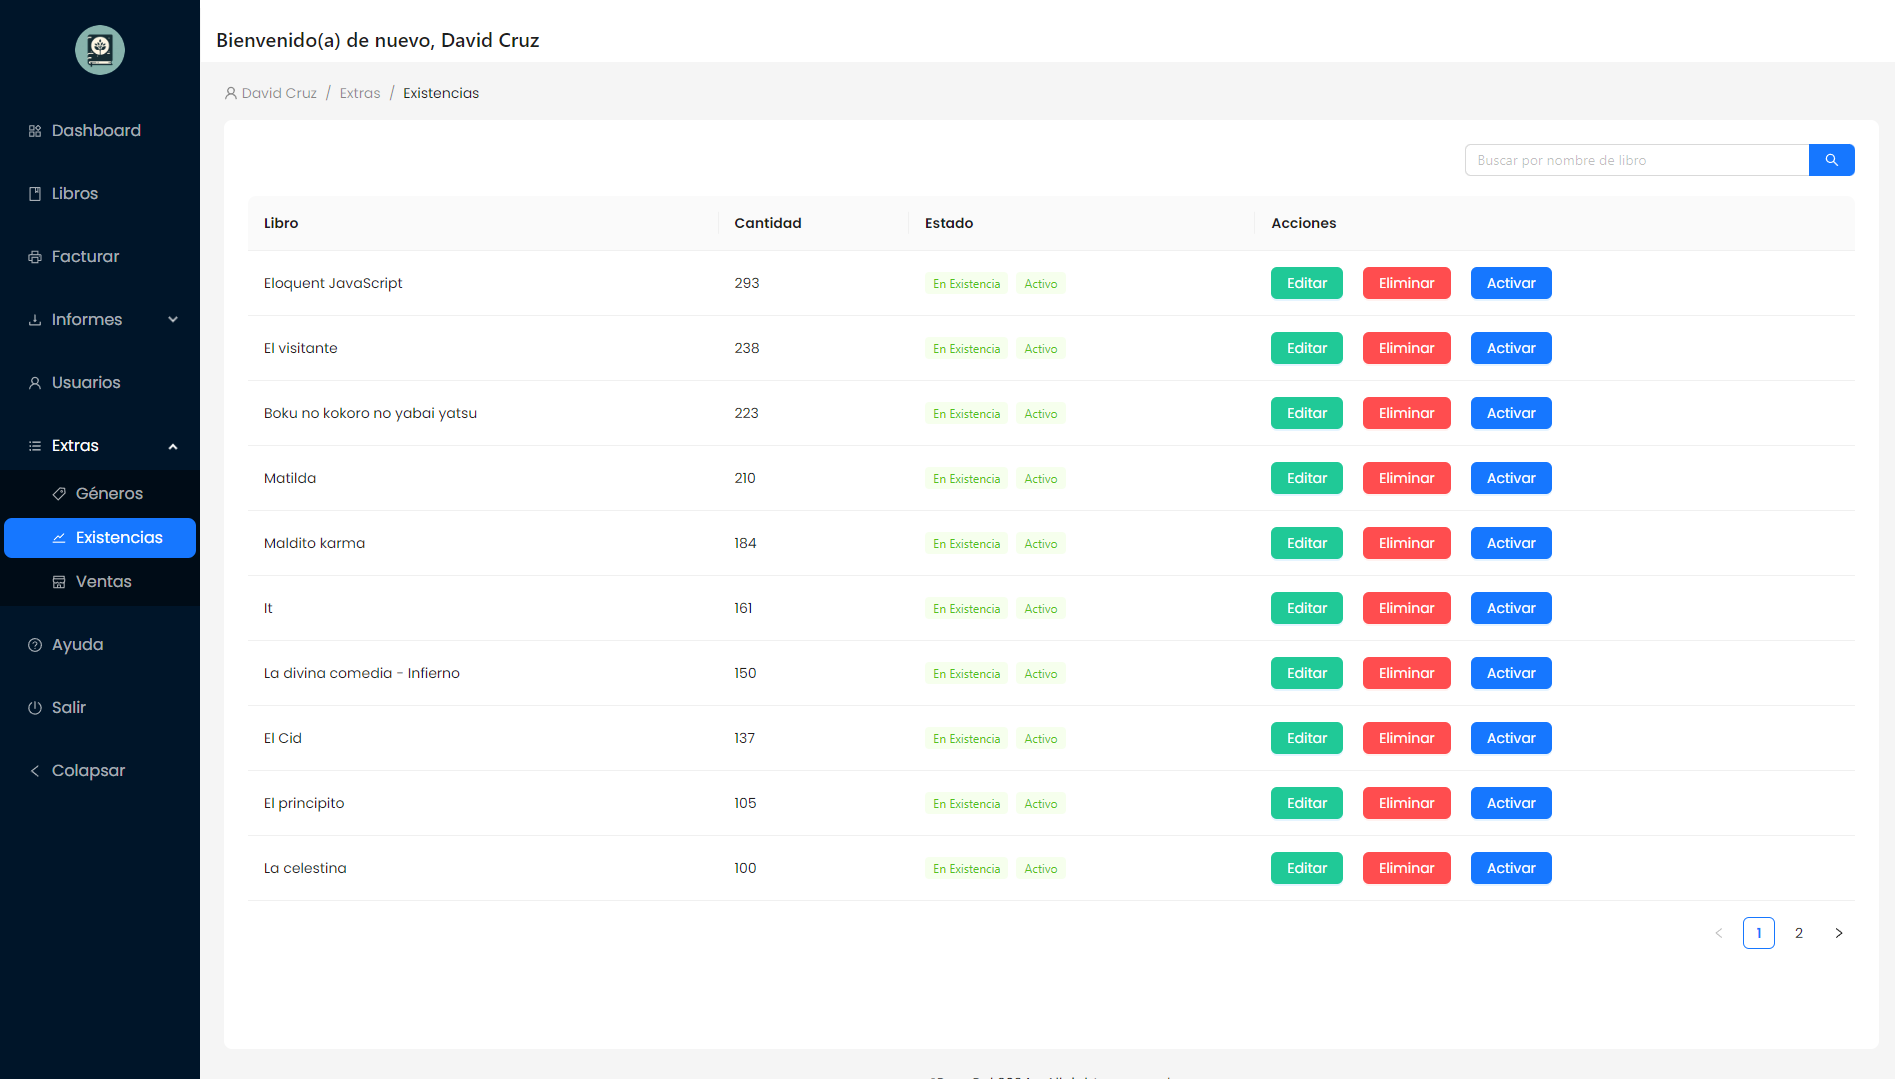 Bienvenido(a) de nuevo, David Cruz
David Cruz / Extras / Existencias
Dashboard
Libros
Facturar
Informes
Usuarios
Extras
Géneros
Existencias
Ventas
Ayuda
Salir
Colapsar
Buscar por nombre de libro
Libro Cantidad Estado Acciones
Eloquent JavaScript 293 En Existencia Activo Editar Eliminar Activar
El visitante 238 En Existencia Activo Editar Eliminar Activar
Boku no kokoro no yabai yatsu 223 En Existencia Activo Editar Eliminar Activar
Matilda 210 En Existencia Activo Editar Eliminar Activar
Maldito karma 184 En Existencia Activo Editar Eliminar Activar
It 161 En Existencia Activo Editar Eliminar Activar
La divina comedia - Infierno 150 En Existencia Activo Editar Eliminar Activar
El Cid 137 En Existencia Activo Editar Eliminar Activar
El principito 105 En Existencia Activo Editar Eliminar Activar
La celestina 100 En Existencia Activo Editar Eliminar Activar
< 1 2 >